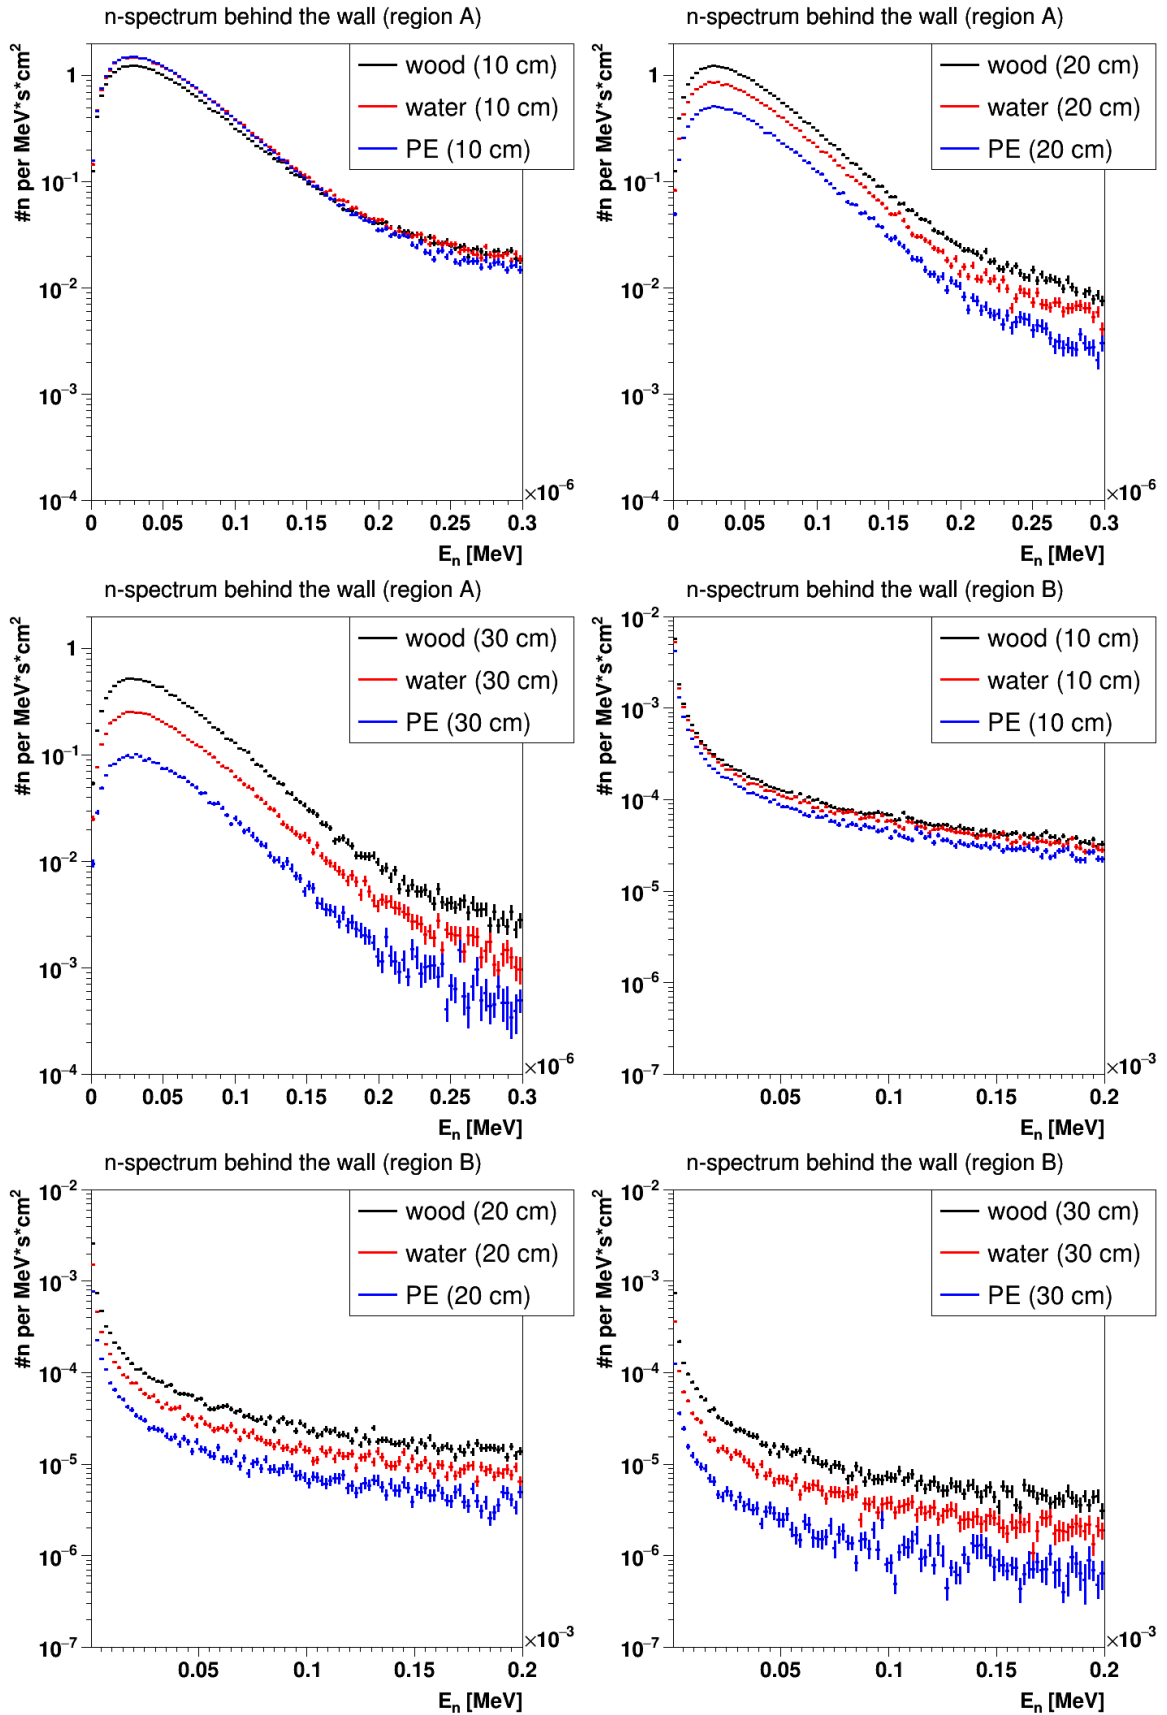 n-spectrum behind the wall (region A)
#n per MeV*s*cm²
wood (10 cm)
water (10 cm)
PE (10 cm)
1
10⁻¹
10⁻²
10⁻³
10⁻⁴
0 0.05 0.1 0.15 0.2 0.25 0.3
×10⁻⁶
Eₙ [MeV]
n-spectrum behind the wall (region A)
#n per MeV*s*cm²
wood (20 cm)
water (20 cm)
PE (20 cm)
1
10⁻¹
10⁻²
10⁻³
10⁻⁴
0 0.05 0.1 0.15 0.2 0.25 0.3
×10⁻⁶
Eₙ [MeV]
n-spectrum behind the wall (region A)
#n per MeV*s*cm²
wood (30 cm)
water (30 cm)
PE (30 cm)
1
10⁻¹
10⁻²
10⁻³
10⁻⁴
0 0.05 0.1 0.15 0.2 0.25 0.3
×10⁻⁶
Eₙ [MeV]
n-spectrum behind the wall (region B)
#n per MeV*s*cm²
wood (10 cm)
water (10 cm)
PE (10 cm)
10⁻²
10⁻³
10⁻⁴
10⁻⁵
10⁻⁶
10⁻⁷
0.05 0.1 0.15 0.2
×10⁻³
Eₙ [MeV]
n-spectrum behind the wall (region B)
#n per MeV*s*cm²
wood (20 cm)
water (20 cm)
PE (20 cm)
10⁻²
10⁻³
10⁻⁴
10⁻⁵
10⁻⁶
10⁻⁷
0.05 0.1 0.15 0.2
×10⁻³
Eₙ [MeV]
n-spectrum behind the wall (region B)
#n per MeV*s*cm²
wood (30 cm)
water (30 cm)
PE (30 cm)
10⁻²
10⁻³
10⁻⁴
10⁻⁵
10⁻⁶
10⁻⁷
0.05 0.1 0.15 0.2
×10⁻³
Eₙ [MeV]